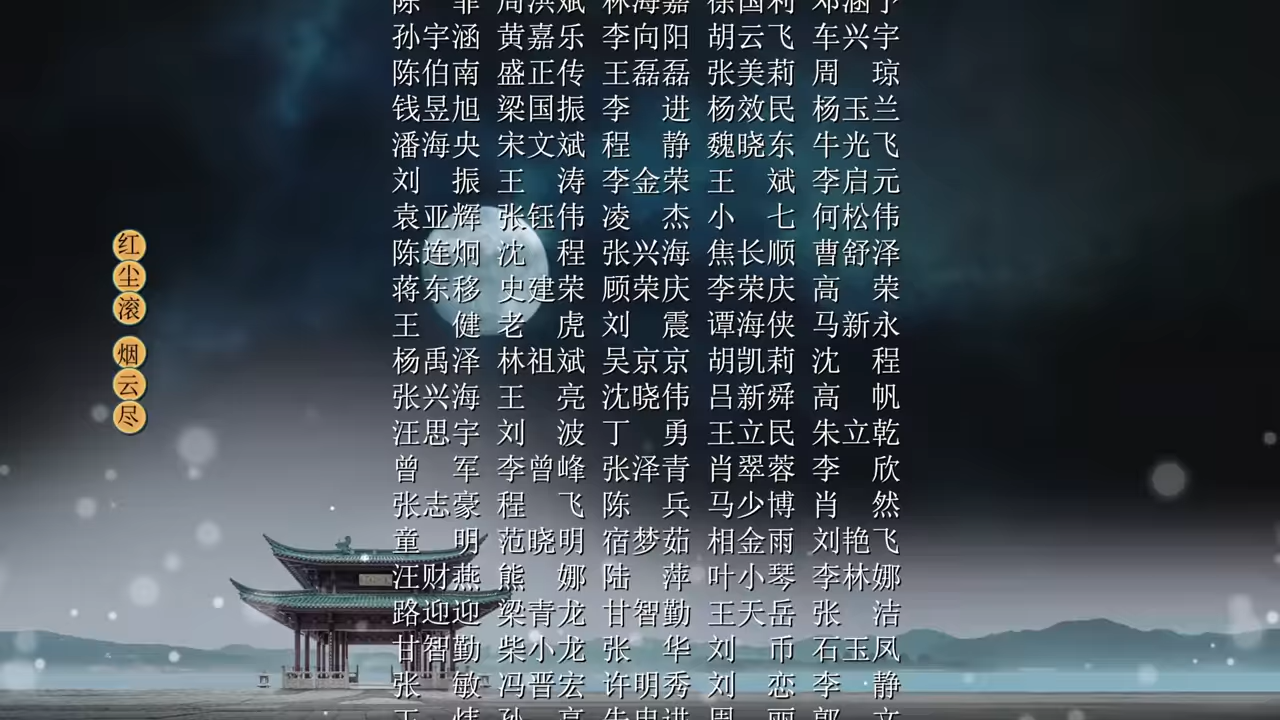 孙宇涵 黄嘉乐 李向阳 胡云飞 车兴宇
陈伯南 盛正传 王磊磊 张美莉 周 琼
钱昱旭 梁国振 李 进 杨效民 杨玉兰
潘海央 宋文斌 程 静 魏晓东 牛光飞
刘 振 王 涛 李金荣 王 斌 李启元
袁亚辉 张钰伟 凌 杰 小 七 何松伟
陈连炯 沈 程 张兴海 焦长顺 曹舒泽
蒋东移 史建荣 顾荣庆 李荣庆 高 荣
王 健 老 虎 刘 震 谭海侠 马新永
杨禹泽 林祖斌 吴京京 胡凯莉 沈 程
张兴海 王 亮 沈晓伟 吕新舜 高 帆
汪思宇 刘 波 丁 勇 王立民 朱立乾
曾 军 李曾峰 张泽青 肖翠蓉 李 欣
张志豪 程 飞 陈 兵 马少博 肖 然
童 明 范晓明 宿梦茹 相金雨 刘艳飞
汪财燕 熊 娜 陆 萍 叶小琴 李林娜
路迎迎 梁青龙 甘智勤 王天岳 张 洁
甘智勤 柴小龙 张 华 刘 币 石玉凤
张 敏 冯晋宏 许明秀 刘 恋 李 静
红尘滚 烟云尽